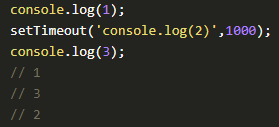 console.log(1);
setTimeout('console.log(2)',1000);
console.log(3);
// 1
// 3
// 2